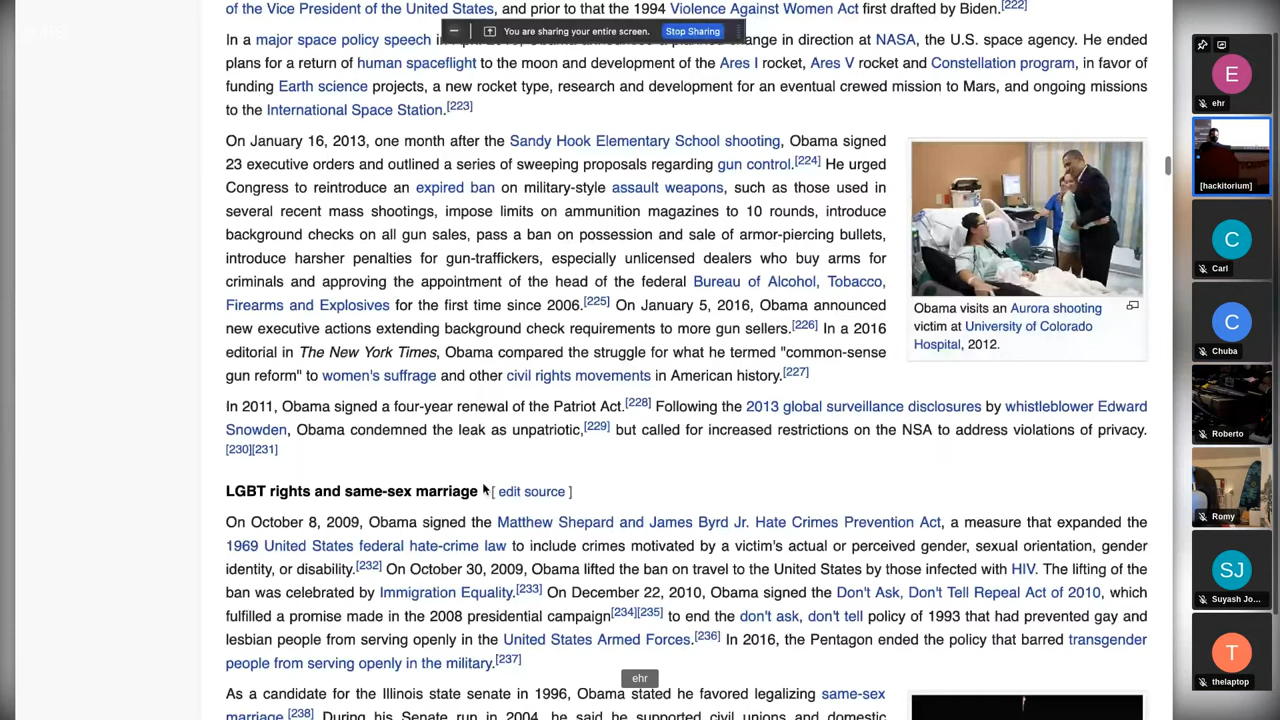 of the Vice President of the United States, and prior to that the 1994 Violence Against Women Act first drafted by Biden.[222]
You are sharing your entire screen. Stop Sharing
In a major space policy speech in change in direction at NASA, the U.S. space agency. He ended
plans for a return of human spaceflight to the moon and development of the Ares I rocket, Ares V rocket and Constellation program, in favor of
funding Earth science projects, a new rocket type, research and development for an eventual crewed mission to Mars, and ongoing missions
to the International Space Station.[223]
On January 16, 2013, one month after the Sandy Hook Elementary School shooting, Obama signed
23 executive orders and outlined a series of sweeping proposals regarding gun control.[224] He urged
Congress to reintroduce an expired ban on military-style assault weapons, such as those used in
several recent mass shootings, impose limits on ammunition magazines to 10 rounds, introduce
background checks on all gun sales, pass a ban on possession and sale of armor-piercing bullets,
introduce harsher penalties for gun-traffickers, especially unlicensed dealers who buy arms for
criminals and approving the appointment of the head of the federal Bureau of Alcohol, Tobacco,
Firearms and Explosives for the first time since 2006.[225] On January 5, 2016, Obama announced
new executive actions extending background check requirements to more gun sellers.[226] In a 2016
editorial in The New York Times, Obama compared the struggle for what he termed "common-sense
gun reform" to women's suffrage and other civil rights movements in American history.[227]
Obama visits an Aurora shooting
victim at University of Colorado
Hospital, 2012.
In 2011, Obama signed a four-year renewal of the Patriot Act.[228] Following the 2013 global surveillance disclosures by whistleblower Edward
Snowden, Obama condemned the leak as unpatriotic,[229] but called for increased restrictions on the NSA to address violations of privacy.
[230][231]
LGBT rights and same-sex marriage [ edit source ]
On October 8, 2009, Obama signed the Matthew Shepard and James Byrd Jr. Hate Crimes Prevention Act, a measure that expanded the
1969 United States federal hate-crime law to include crimes motivated by a victim's actual or perceived gender, sexual orientation, gender
identity, or disability.[232] On October 30, 2009, Obama lifted the ban on travel to the United States by those infected with HIV. The lifting of the
ban was celebrated by Immigration Equality.[233] On December 22, 2010, Obama signed the Don't Ask, Don't Tell Repeal Act of 2010, which
fulfilled a promise made in the 2008 presidential campaign[234][235] to end the don't ask, don't tell policy of 1993 that had prevented gay and
lesbian people from serving openly in the United States Armed Forces.[236] In 2016, the Pentagon ended the policy that barred transgender
people from serving openly in the military.[237]
ehr
As a candidate for the Illinois state senate in 1996, Obama stated he favored legalizing same-sex
marriage.[238] During his Senate run in 2004, he said he supported civil unions and domestic
E
ehr
[hackitorium]
C
Carl
C
Chuba
Roberto
Romy
SJ
Suyash Jo...
T
thelaptop